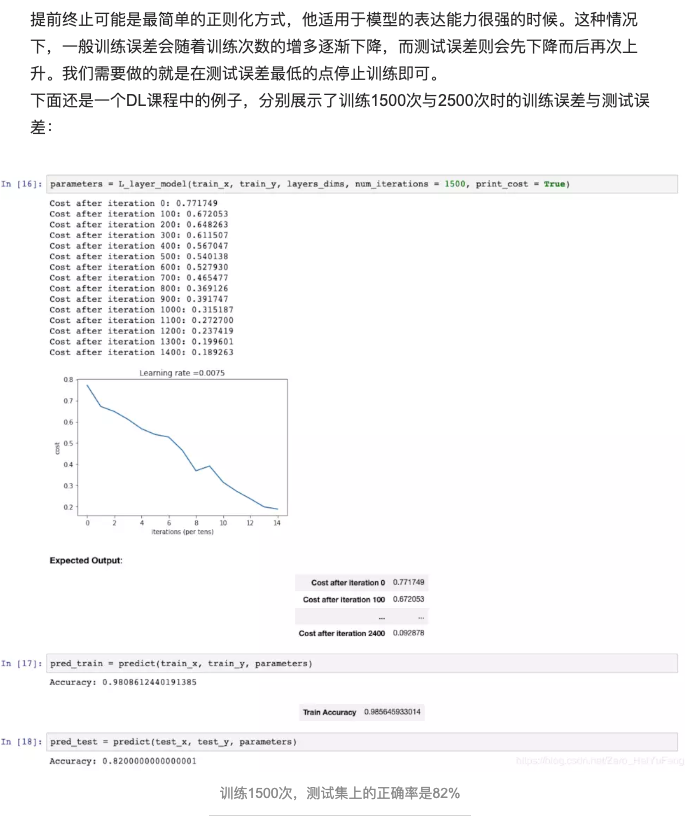 提前终止可能是最简单的正则化方式，他适用于模型的表达能力很强的时候。这种情况
下，一般训练误差会随着训练次数的增多逐渐下降，而测试误差则会先下降而后再次上
升。我们需要做的就是在测试误差最低的点停止训练即可。
下面还是一个DL课程中的例子，分别展示了训练1500次与2500次时的训练误差与测试误
差：
In [16]: parameters = L_layer_model(train_x, train_y, layers_dims, num_iterations = 1500, print_cost = True)
Cost after iteration 0: 0.771749
Cost after iteration 100: 0.672053
Cost after iteration 200: 0.648263
Cost after iteration 300: 0.611507
Cost after iteration 400: 0.567047
Cost after iteration 500: 0.540138
Cost after iteration 600: 0.527930
Cost after iteration 700: 0.465477
Cost after iteration 800: 0.369126
Cost after iteration 900: 0.391747
Cost after iteration 1000: 0.315187
Cost after iteration 1100: 0.272700
Cost after iteration 1200: 0.237419
Cost after iteration 1300: 0.199601
Cost after iteration 1400: 0.189263
Learning rate =0.0075
0.8
0.7
0.6
0.5
0.4
0.3
0.2
cost
0 2 4 6 8 10 12 14
iterations (per tens)
Expected Output:
Cost after iteration 0 0.771749
Cost after iteration 100 0.672053
... ...
Cost after iteration 2400 0.092878
In [17]: pred_train = predict(train_x, train_y, parameters)
Accuracy: 0.9808612440191385
Train Accuracy 0.985645933014
In [18]: pred_test = predict(test_x, test_y, parameters)
Accuracy: 0.8200000000000001
训练1500次，测试集上的正确率是82%